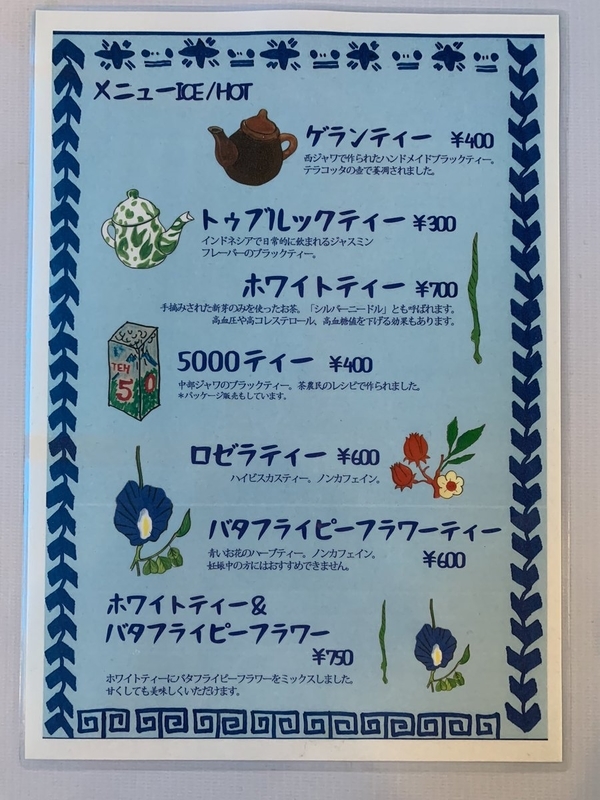 メニューICE/HOT
ゲランティー ¥400
西ジャワで作られたハンドメイドブラックティー。
テラコッタの壺で萎凋されました。
トゥブルックティー ¥300
インドネシアで日常的に飲まれるジャスミン
フレーバーのブラックティー。
ホワイトティー ¥700
手摘みされた新芽のみを使ったお茶。「シルバーニードル」とも呼ばれます。
高血圧や高コレステロール、高血糖値を下げる効果もあります。
TEH
50
5000ティー ¥400
中部ジャワのブラックティー。茶農民のレシピで作られました。
*パッケージ販売もしています。
ロゼラティー ¥600
ハイビスカスティー。ノンカフェイン。
バタフライピーフラワーティー
青いお花のハーブティー。ノンカフェイン。
妊娠中の方にはおすすめできません。
¥600
ホワイトティー&
バタフライピーフラワー
¥750
ホワイトティーにバタフライピーフラワーをミックスしました。
甘くしても美味しくいただけます。